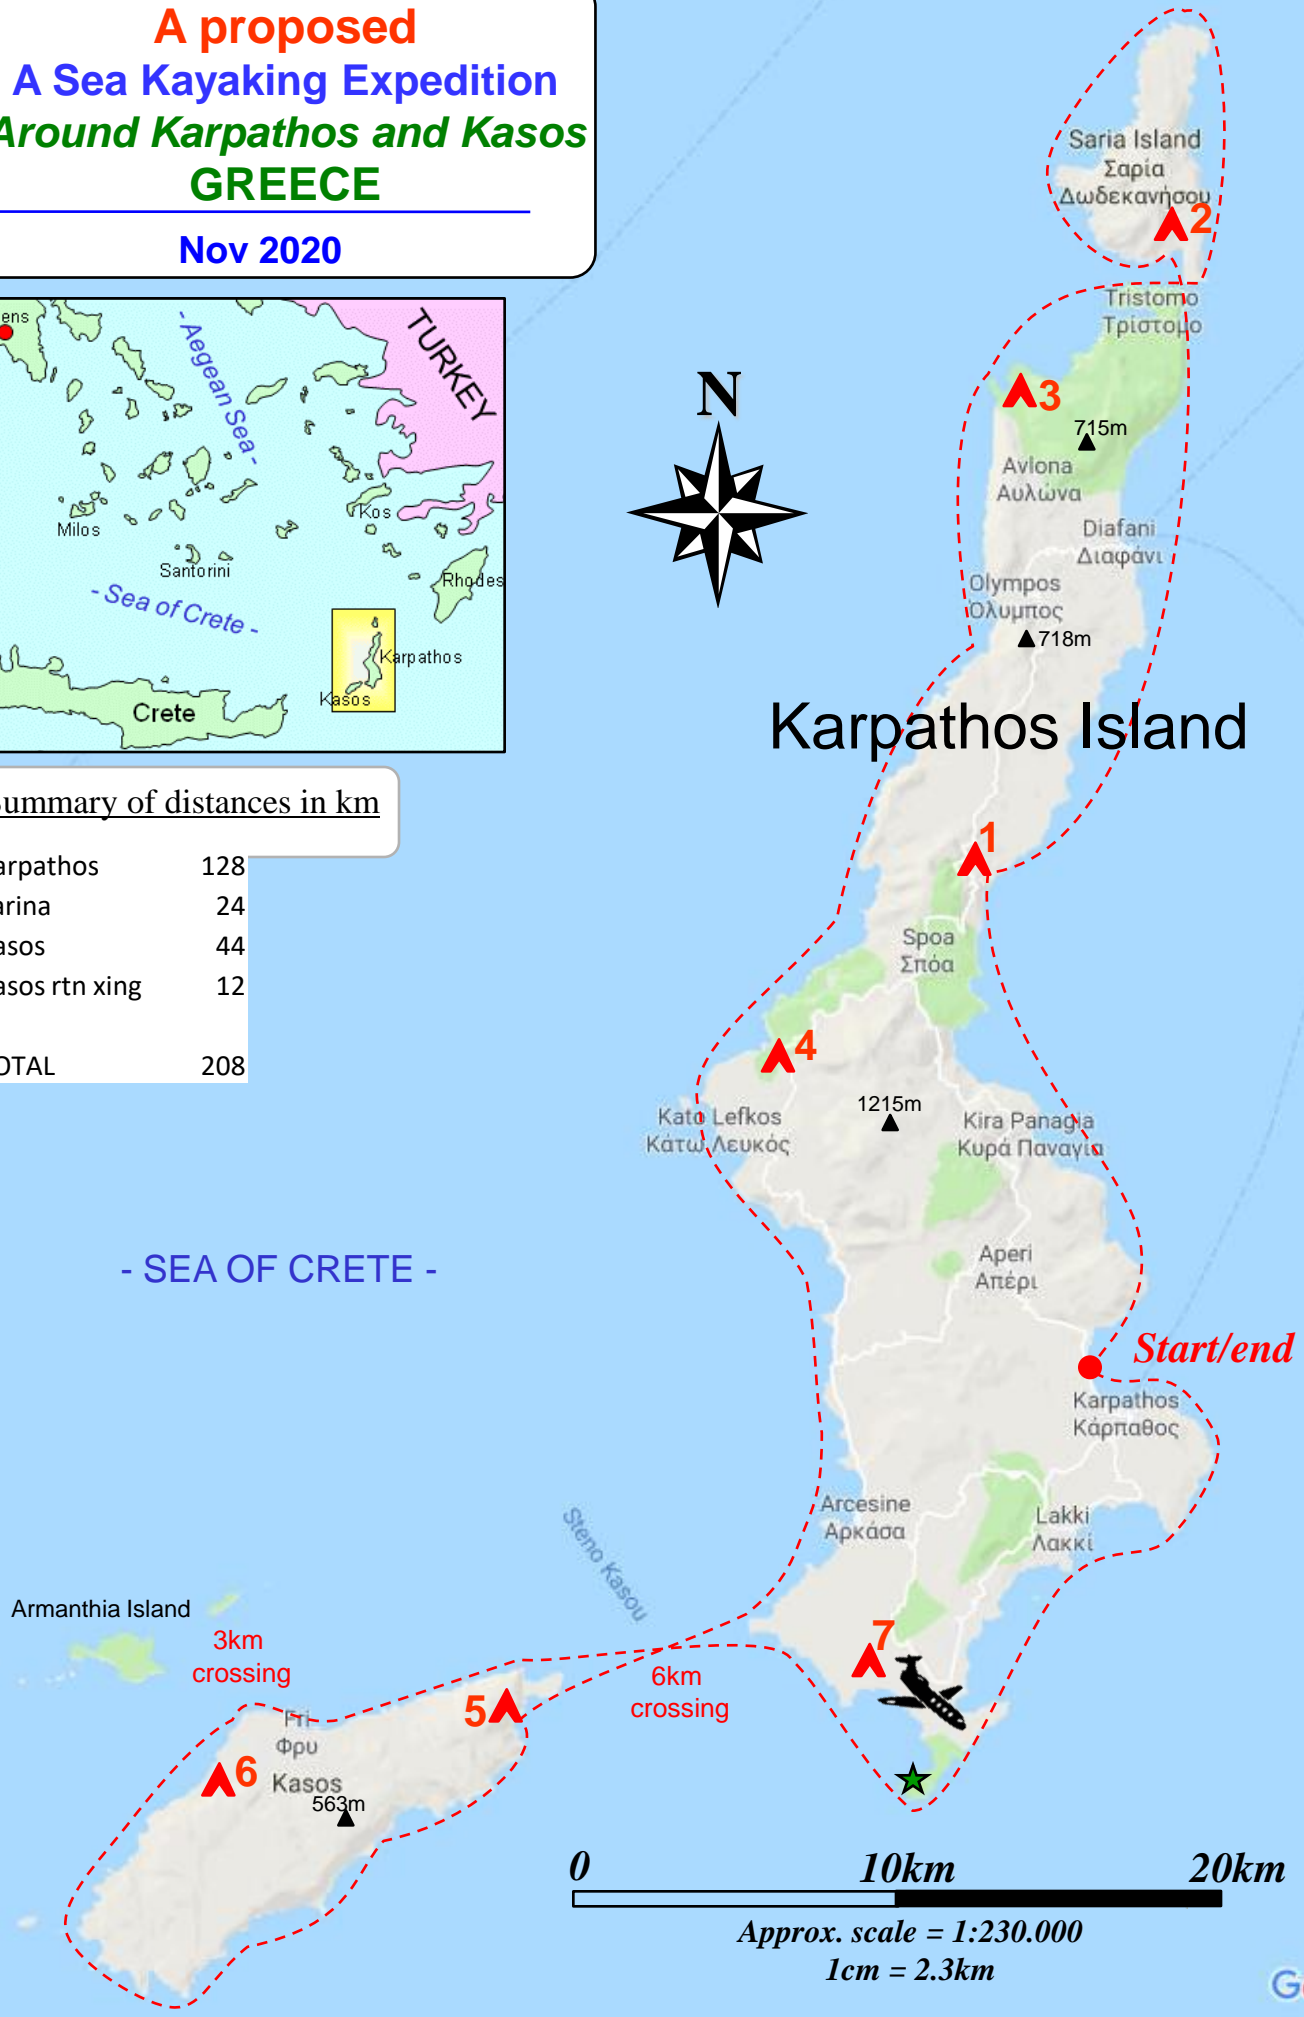 A proposed
A Sea Kayaking Expedition
Around Karpathos and Kasos
GREECE
Nov 2020
ens
- Aegean Sea -
TURKEY
Milos
Kos
Santorini
Rhodes
- Sea of Crete -
Karpathos
Kasos
Crete
Summary of distances in km
arpathos 128
arina 24
asos 44
asos rtn xing 12
OTAL 208
N
Saria Island
Σαρία
Δωδεκανήσου
2
Tristomo
Τρίστομο
3
715m
Avlona
Αυλώνα
Diafani
Διαφάνι
Olympos
Όλυμπος
718m
Karpathos Island
1
Spoa
Σπόα
4
1215m
Kato Lefkos
Κάτω Λευκός
Kira Panagia
Κυρά Παναγία
- SEA OF CRETE -
Aperi
Απέρι
Start/end
Karpathos
Κάρπαθος
Arcesine
Αρκάσα
Lakki
Λακκί
Steno Kasou
Armanthia Island
3km
crossing
7
6km
crossing
5
Fri
Φρυ
6
Kasos
563m
0 10km 20km
Approx. scale = 1:230.000
1cm = 2.3km
G